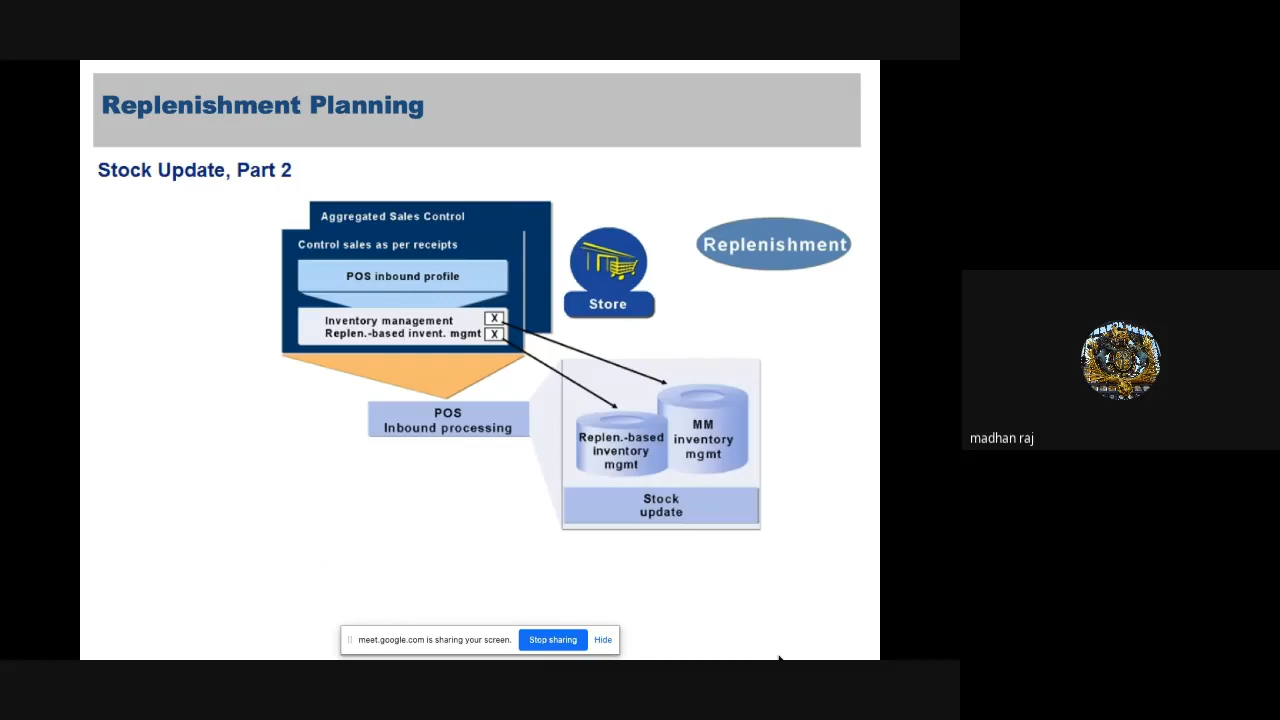 Replenishment Planning
Stock Update, Part 2
Aggregated Sales Control
Control sales as per receipts
POS inbound profile
Inventory management X
Replen.-based invent. mgmt X
Store
Replenishment
POS
Inbound processing
Replen.-based
inventory
mgmt
MM
inventory
mgmt
Stock
update
meet.google.com is sharing your screen. Stop sharing Hide
madhan raj